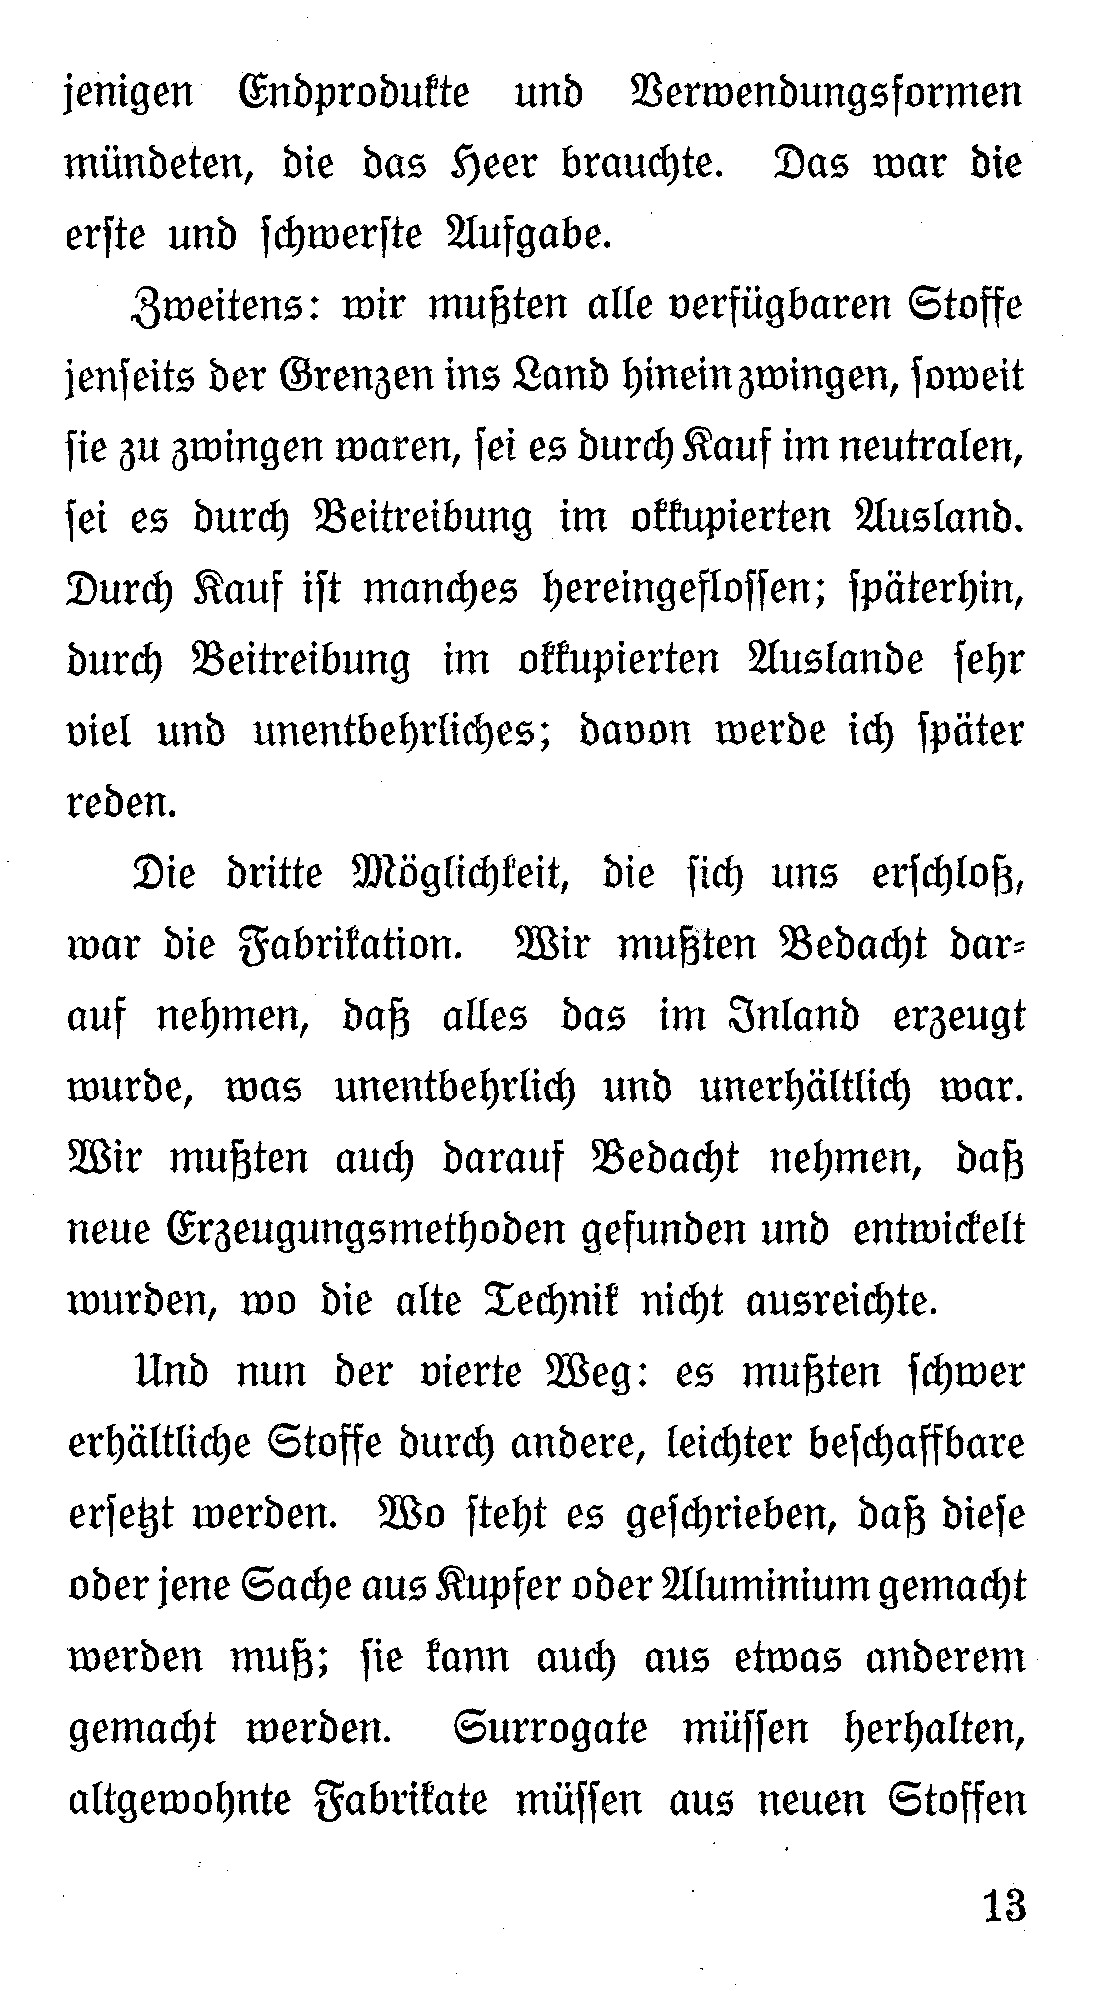 jenigen Endprodukte und Verwendungsformen
mündeten, die das Heer brauchte. Das war die
erſte und ſchwerſte Aufgabe.
Zweitens: wir mußten alle verfügbaren Stoffe
jenſeits der Grenzen ins Land hineinzwingen, ſoweit
ſie zu zwingen waren, ſei es durch Kauf im neutralen,
ſei es durch Beitreibung im okkupierten Ausland.
Durch Kauf iſt manches hereingefloſſen; ſpäterhin,
durch Beitreibung im okkupierten Auslande ſehr
viel und unentbehrliches; davon werde ich ſpäter
reden.
Die dritte Möglichkeit, die ſich uns erſchloß,
war die Fabrikation. Wir mußten Bedacht dar⸗
auf nehmen, daß alles das im Inland erzeugt
wurde, was unentbehrlich und unerhältlich war.
Wir mußten auch darauf Bedacht nehmen, daß
neue Erzeugungsmethoden gefunden und entwickelt
wurden, wo die alte Technik nicht ausreichte.
Und nun der vierte Weg: es mußten ſchwer
erhältliche Stoffe durch andere, leichter beſchaffbare
erſetzt werden. Wo ſteht es geſchrieben, daß dieſe
oder jene Sache aus Kupfer oder Aluminium gemacht
werden muß; ſie kann auch aus etwas anderem
gemacht werden. Surrogate müſſen herhalten,
altgewohnte Fabrikate müſſen aus neuen Stoffen
13